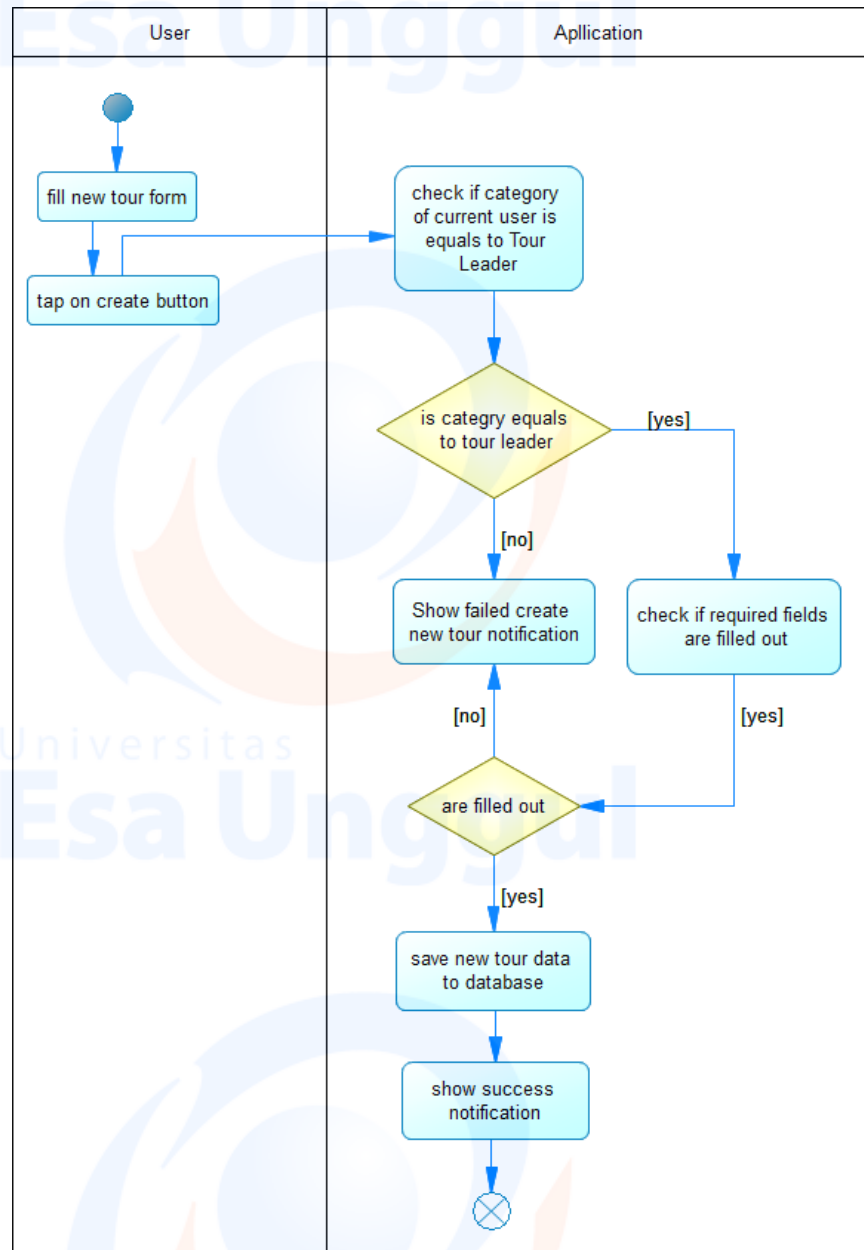 User
Apllication
Esa Unggul
fill new tour form
tap on create button
check if category
of current user is
equals to Tour
Leader
is categry equals
to tour leader
[yes]
[no]
Show failed create
new tour notification
check if required fields
are filled out
[no]
[yes]
Universitas
Esa Unggul
are filled out
[yes]
save new tour data
to database
show success
notification